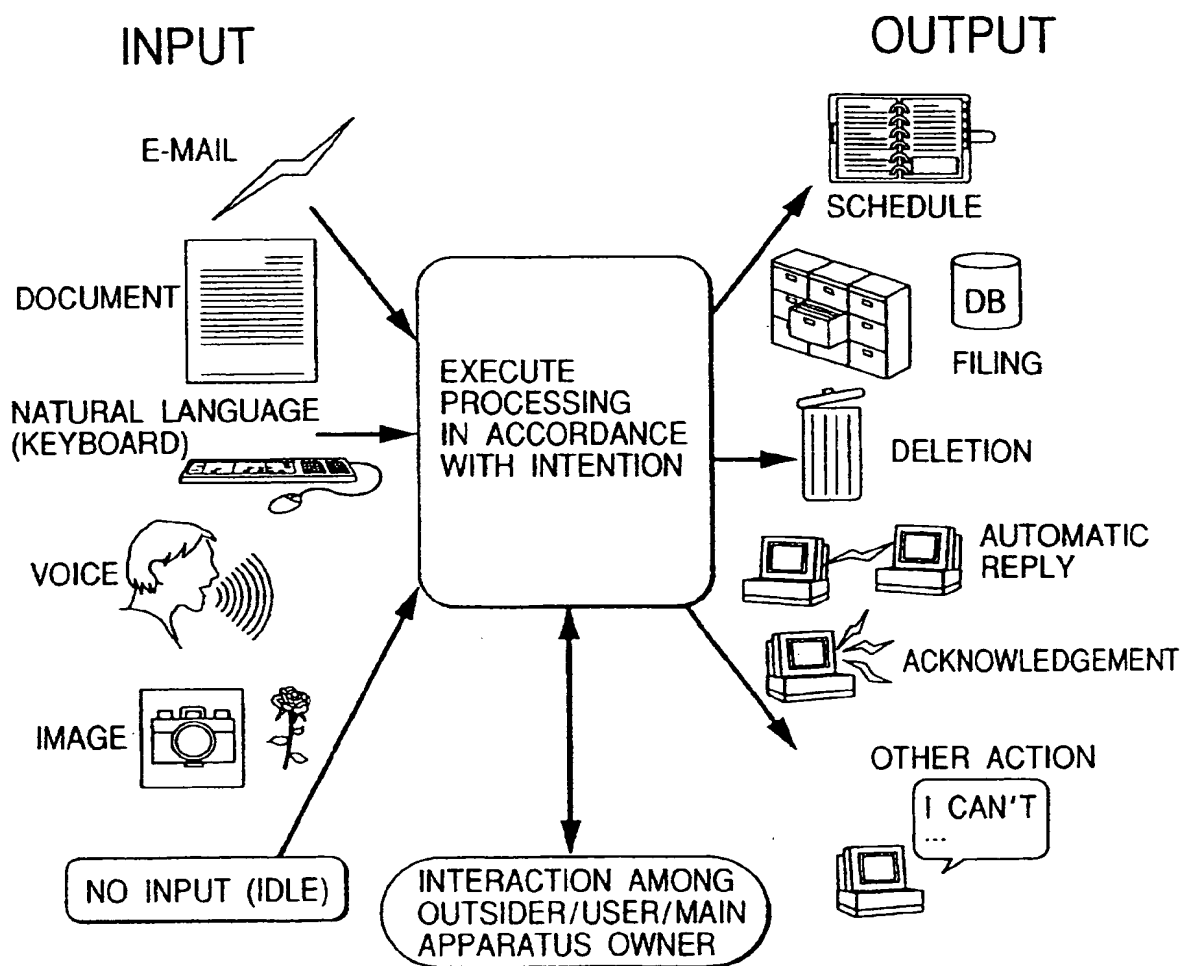 INPUT
OUTPUT
E-MAIL
DOCUMENT
NATURAL LANGUAGE
(KEYBOARD)
VOICE
IMAGE
NO INPUT (IDLE)
EXECUTE
PROCESSING
IN ACCORDANCE
WITH INTENTION
INTERACTION AMONG
OUTSIDER/USER/MAIN
APPARATUS OWNER
SCHEDULE
DB
FILING
DELETION
AUTOMATIC
REPLY
ACKNOWLEDGEMENT
OTHER ACTION
I CAN'T
...